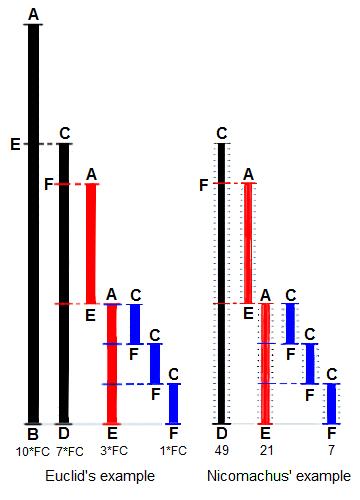 A
E C C
F A F A
A C A C
E E
F C F C
F C F C
B D E F D E F
10*FC 7*FC 3*FC 1*FC 49 21 7
Euclid's example Nicomachus' example